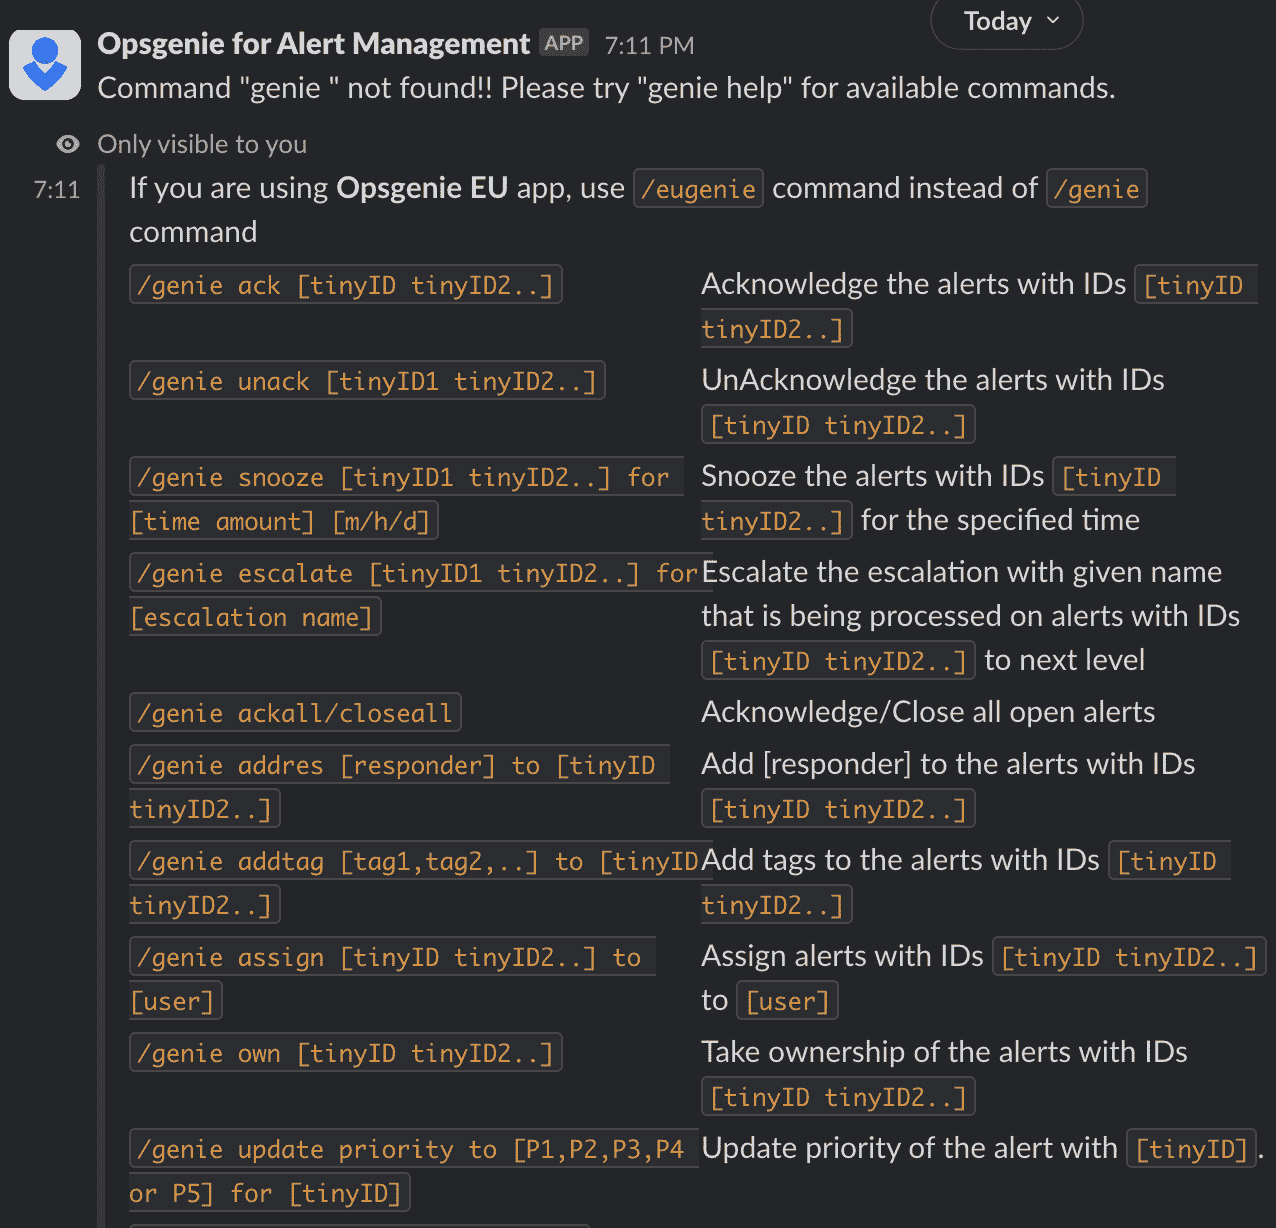 Today
Opsgenie for Alert Management APP 7:11 PM
Command "genie " not found!! Please try "genie help" for available commands.
Only visible to you
7:11 If you are using Opsgenie EU app, use /eugenie command instead of /genie
command
/genie ack [tinyID tinyID2..]
Acknowledge the alerts with IDs [tinyID
tinyID2..]
/genie unack [tinyID1 tinyID2..]
UnAcknowledge the alerts with IDs
[tinyID tinyID2..]
/genie snooze [tinyID1 tinyID2..] for
[time amount] [m/h/d]
Snooze the alerts with IDs [tinyID
tinyID2..] for the specified time
/genie escalate [tinyID1 tinyID2..] for
[escalation name]
Escalate the escalation with given name
that is being processed on alerts with IDs
[tinyID tinyID2..] to next level
/genie ackall/closeall
Acknowledge/Close all open alerts
/genie addres [responder] to [tinyID
tinyID2..]
Add [responder] to the alerts with IDs
[tinyID tinyID2..]
/genie addtag [tag1,tag2,..] to [tinyID
tinyID2..]
Add tags to the alerts with IDs [tinyID
tinyID2..]
/genie assign [tinyID tinyID2..] to
[user]
Assign alerts with IDs [tinyID tinyID2..]
to [user]
/genie own [tinyID tinyID2..]
Take ownership of the alerts with IDs
[tinyID tinyID2..]
/genie update priority to [P1,P2,P3,P4
or P5] for [tinyID]
Update priority of the alert with [tinyID].